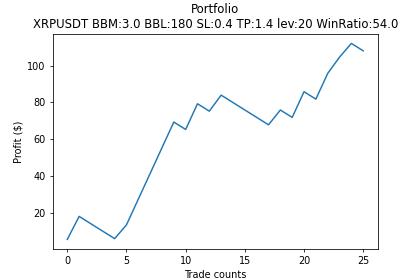 Portfolio
XRPUSDT BBM:3.0 BBL:180 SL:0.4 TP:1.4 lev:20 WinRatio:54.0
100
80
60
40
20
Profit ($)
0 5 10 15 20 25
Trade counts